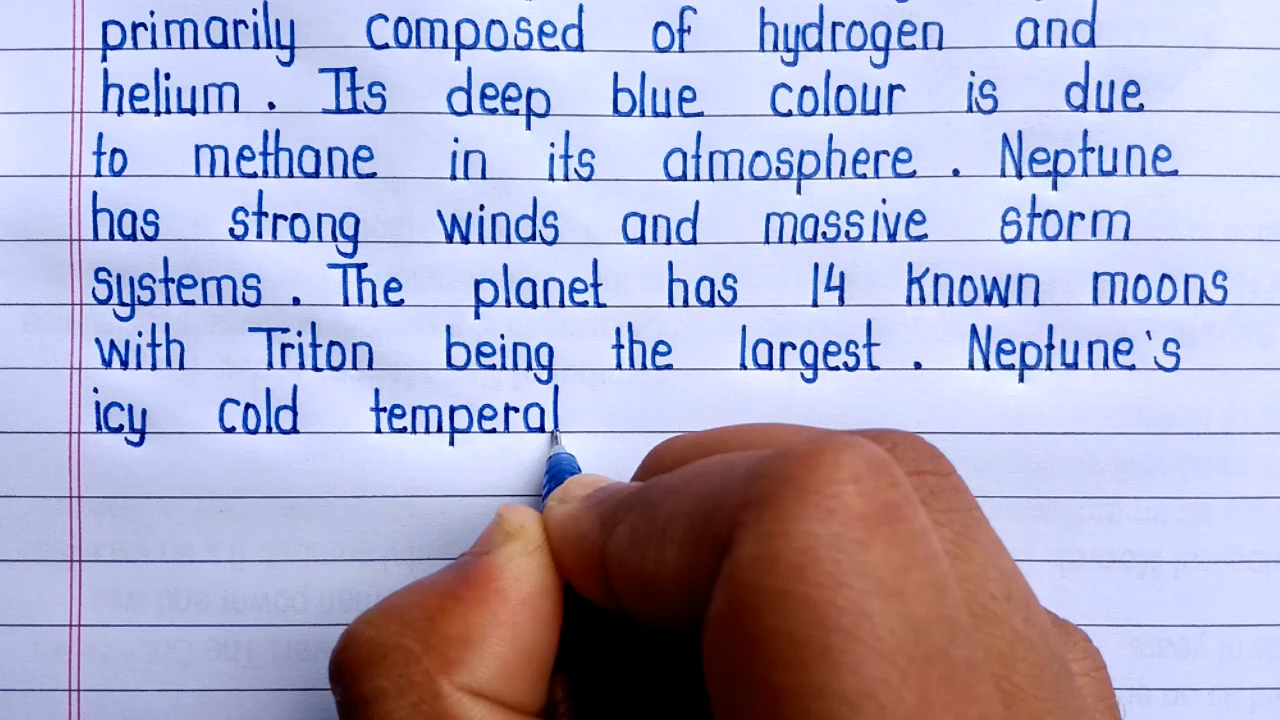 primarily composed of hydrogen and
helium. Its deep blue colour is due
to methane in its atmosphere. Neptune
has strong winds and massive storm
systems. The planet has 14 known moons
with Triton being the largest. Neptune's
icy cold tempera